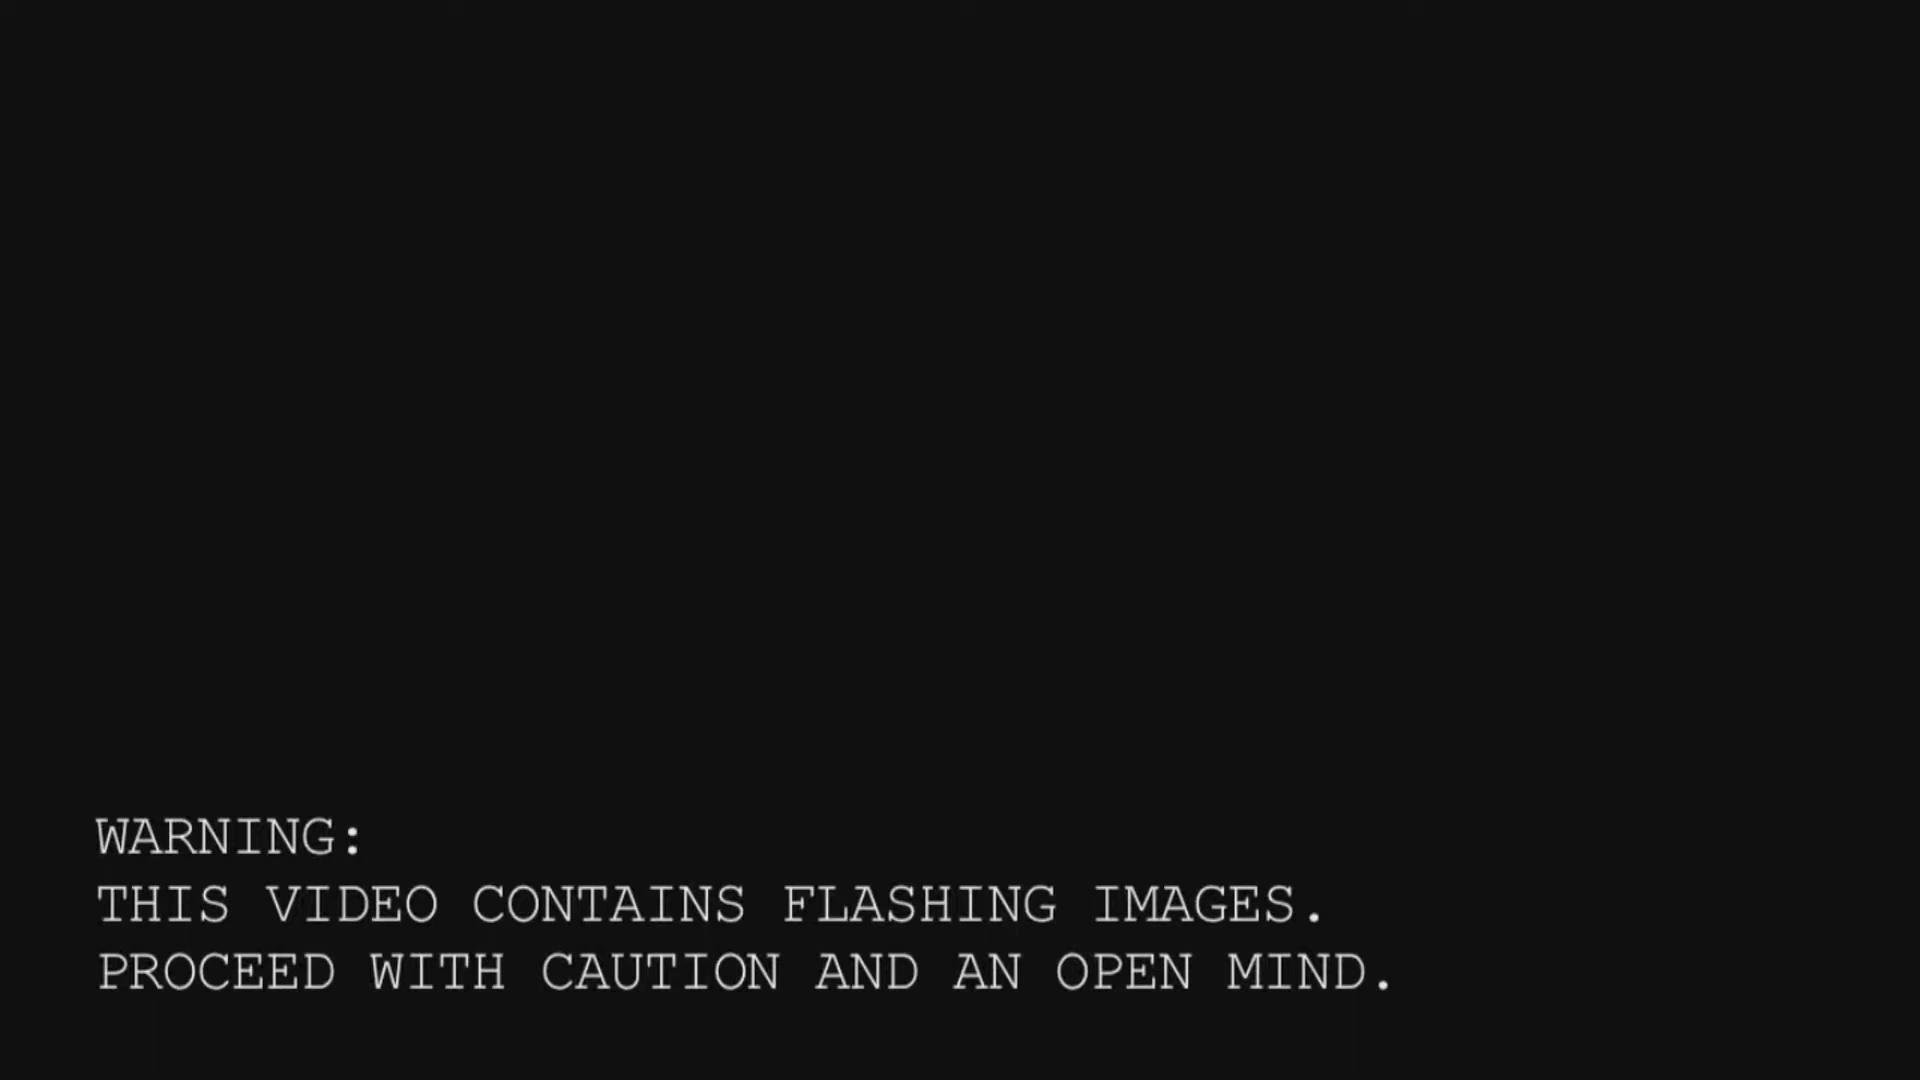 WARNING:
THIS VIDEO CONTAINS FLASHING IMAGES.
PROCEED WITH CAUTION AND AN OPEN MIND.